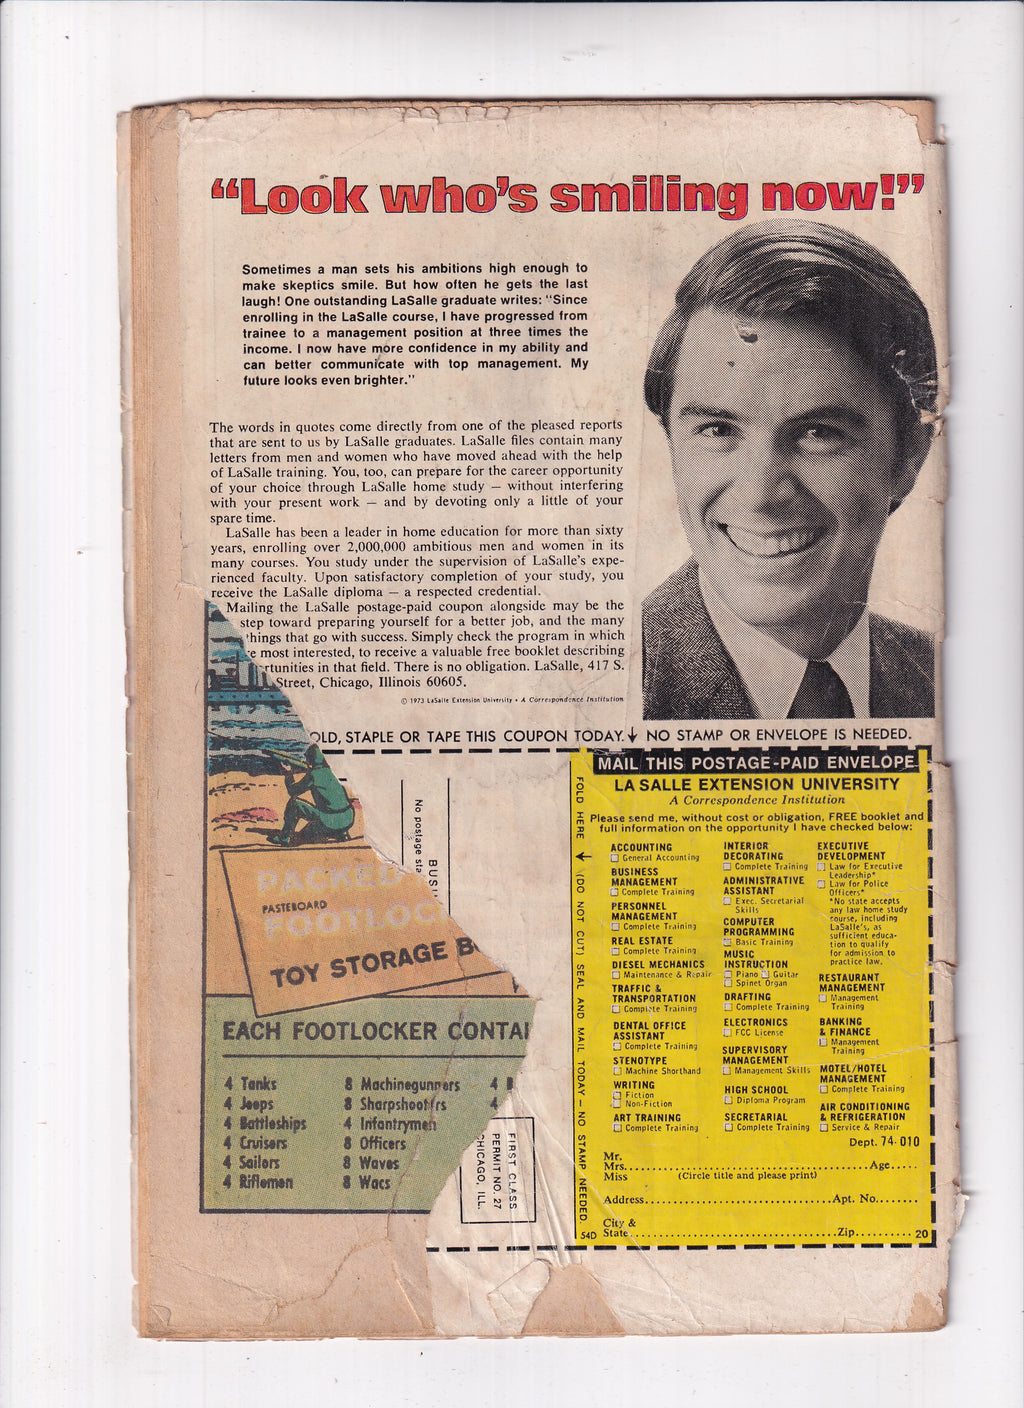 “Look who's smiling now!”
Sometimes a man sets his ambitions high enough to
make skeptics smile. But how often he gets the last
laugh! One outstanding LaSalle graduate writes: "Since
enrolling in the LaSalle course, I have progressed from
trainee to a management position at three times the
income. I now have more confidence in my ability and
can better communicate with top management. My
future looks even brighter."
The words in quotes come directly from one of the pleased reports
that are sent to us by LaSalle graduates. LaSalle files contain many
letters from men and women who have moved ahead with the help
of LaSalle training. You, too, can prepare for the career opportunity
of your choice through LaSalle home study — without interfering
with your present work — and by devoting only a little of your
spare time.
LaSalle has been a leader in home education for more than sixty
years, enrolling over 2,000,000 ambitious men and women in its
many courses. You study under the supervision of LaSalle's expe-
rienced faculty. Upon satisfactory completion of your study, you
receive the LaSalle diploma — a respected credential.
Mailing the LaSalle postage-paid coupon alongside may be the
step toward preparing yourself for a better job, and the many
things that go with success. Simply check the program in which
most interested, to receive a valuable free booklet describing
rtunities in that field. There is no obligation. LaSalle, 417 S.
Street, Chicago, Illinois 60605.
© 1973 LaSalle Extension University • A Correspondence Institution
OLD, STAPLE OR TAPE THIS COUPON TODAY. NO STAMP OR ENVELOPE IS NEEDED.
No postage sta
BUSI
PACKED
PASTEBOARD
FOOTLOC
TOY STORAGE B
EACH FOOTLOCKER CONTAI
4 Tanks
4 Jeeps
4 Battleships
4 Cruisers
4 Sailors
4 Riflemen
8 Machinegunners
8 Sharpshooters
4 Infantrymen
8 Officers
8 Waves
8 Wacs
4 B
4
FIRST CLASS
PERMIT NO. 27
CHICAGO, ILL.
FOLD HERE (DO NOT CUT) SEAL AND MAIL TODAY – NO STAMP NEEDED.
MAIL THIS POSTAGE-PAID ENVELOPE
LA SALLE EXTENSION UNIVERSITY
A Correspondence Institution
Please send me, without cost or obligation, FREE booklet and
full information on the opportunity I have checked below:
ACCOUNTING
General Accounting
BUSINESS
MANAGEMENT
Complete Training
PERSONNEL
MANAGEMENT
Complete Training
REAL ESTATE
Complete Training
DIESEL MECHANICS
Maintenance & Repair
TRAFFIC &
TRANSPORTATION
Complete Training
DENTAL OFFICE
ASSISTANT
Complete Training
STENOTYPE
Machine Shorthand
WRITING
Fiction
Non-Fiction
ART TRAINING
Complete Training
INTERIOR
DECORATING
Complete Training
ADMINISTRATIVE
ASSISTANT
Exec. Secretarial
Skills
COMPUTER
PROGRAMMING
Basic Training
MUSIC
INSTRUCTION
Piano Guitar
Spinet Organ
DRAFTING
Complete Training
ELECTRONICS
FCC License
SUPERVISORY
MANAGEMENT
Management Skills
HIGH SCHOOL
Diploma Program
SECRETARIAL
Complete Training
EXECUTIVE
DEVELOPMENT
Law for Executive
Leadership*
Law for Police
Officers*
*No state accepts
any law home study
course, including
LaSalle's, as
sufficient educa-
tion to qualify
for admission to
practice law.
RESTAURANT
MANAGEMENT
Management
Training
BANKING
& FINANCE
Management
Training
MOTEL/HOTEL
MANAGEMENT
Complete Training
AIR CONDITIONING
& REFRIGERATION
Service & Repair
Dept. 74-010
Mr.
Mrs. Age
Miss (Circle title and please print)
Address Apt. No.
City &
State Zip 20
54D